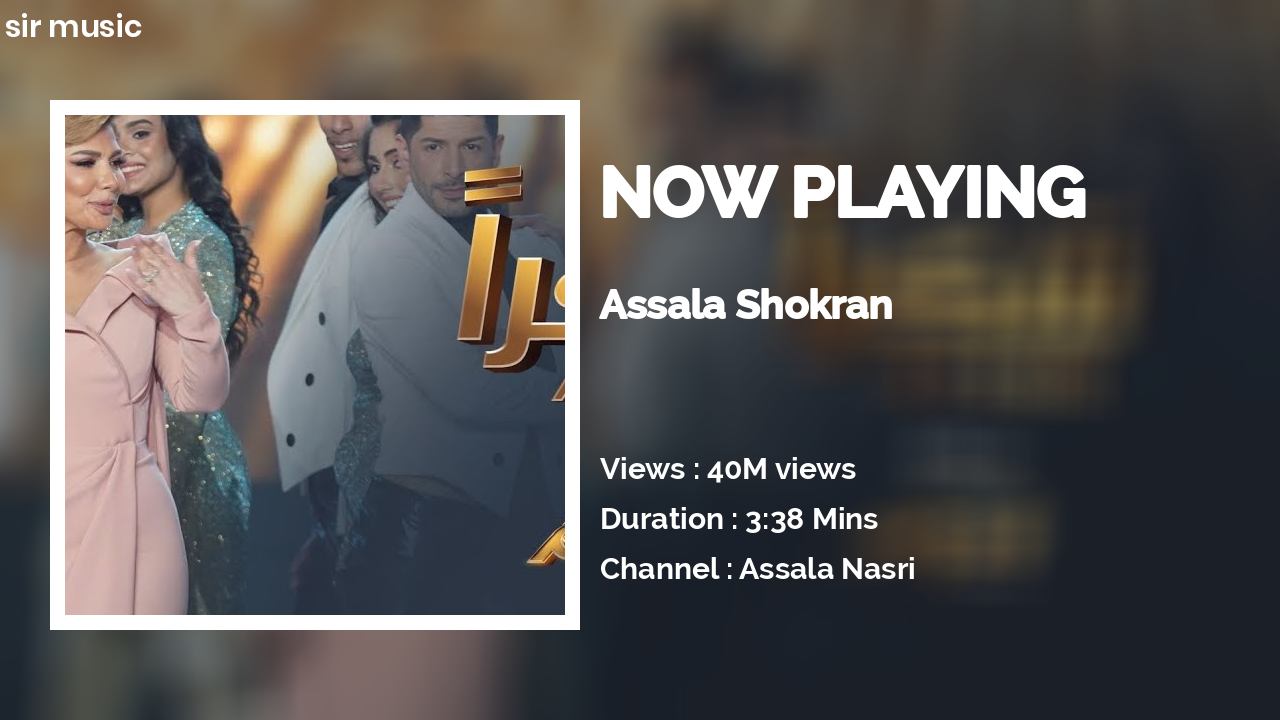 sir music
NOW PLAYING
Assala Shokran
Views : 40M views
Duration : 3:38 Mins
Channel : Assala Nasri